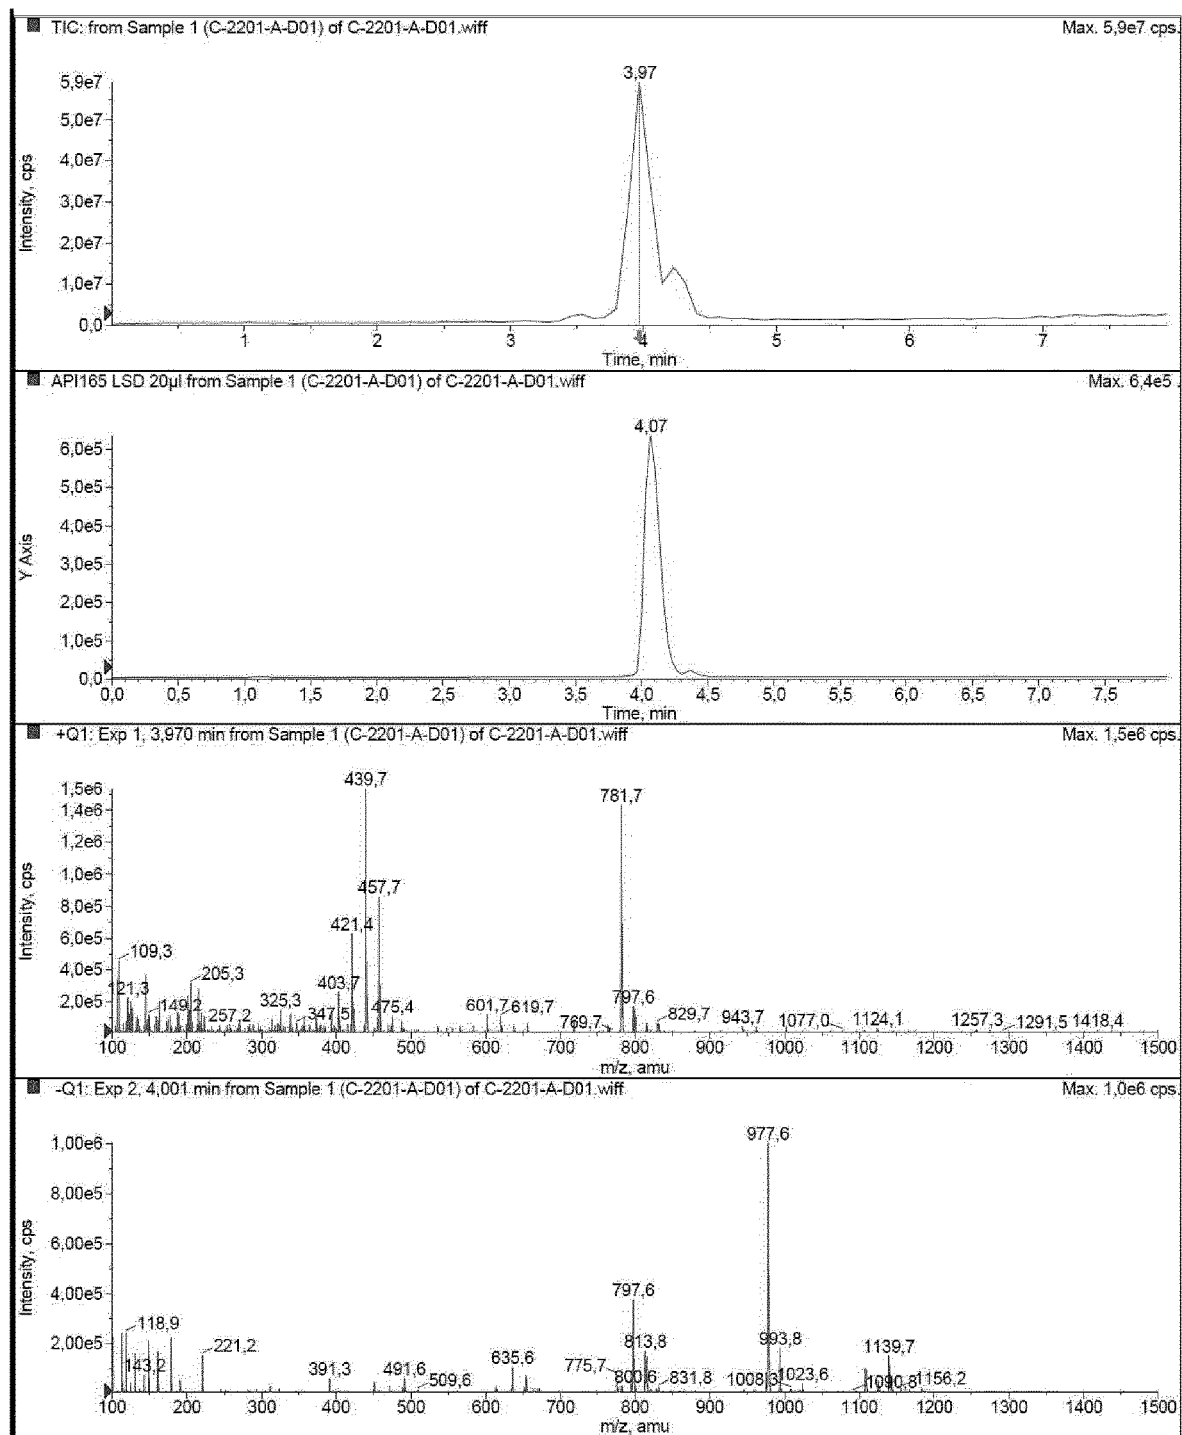 TIC: from Sample 1 (C-2201-A-D01) of C-2201-A-D01.wiff Max. 5,9e7 cps.
3,97
5,9e7
5,0e7
4,0e7
3,0e7
2,0e7
1,0e7
0,0
Intensity, cps
1 2 3 4 5 6 7
Time, min
API165 LSD 20µl from Sample 1 (C-2201-A-D01) of C-2201-A-D01.wiff Max. 6,4e5
4,07
6,0e5
5,0e5
4,0e5
3,0e5
2,0e5
1,0e5
0,0
Y Axis
0,0 0,5 1,0 1,5 2,0 2,5 3,0 3,5 4,0 4,5 5,0 5,5 6,0 6,5 7,0 7,5
Time, min
+Q1: Exp 1, 3,970 min from Sample 1 (C-2201-A-D01) of C-2201-A-D01.wiff Max. 1,5e6 cps.
439,7
781,7
1,5e6
1,4e6
1,2e6
1,0e6
8,0e5
6,0e5
4,0e5
2,0e5
Intensity, cps
457,7
421,4
109,3
205,3
403,7
121,3
149,2
257,2
325,3
347,5
475,4
601,7
619,7
769,7
797,6
829,7
943,7
1077,0
1124,1
1257,3
1291,5
1418,4
100 200 300 400 500 600 700 800 900 1000 1100 1200 1300 1400 1500
m/z, amu
-Q1: Exp 2, 4,001 min from Sample 1 (C-2201-A-D01) of C-2201-A-D01.wiff Max. 1,0e6 cps.
977,6
1,00e6
8,00e5
6,00e5
4,00e5
2,00e5
Intensity, cps
797,6
118,9
143,2
221,2
391,3
491,6
509,6
635,6
775,7
813,8
800,6
831,8
993,8
1008,3
1023,6
1139,7
1090,8
1156,2
100 200 300 400 500 600 700 800 900 1000 1100 1200 1300 1400 1500
m/z, amu